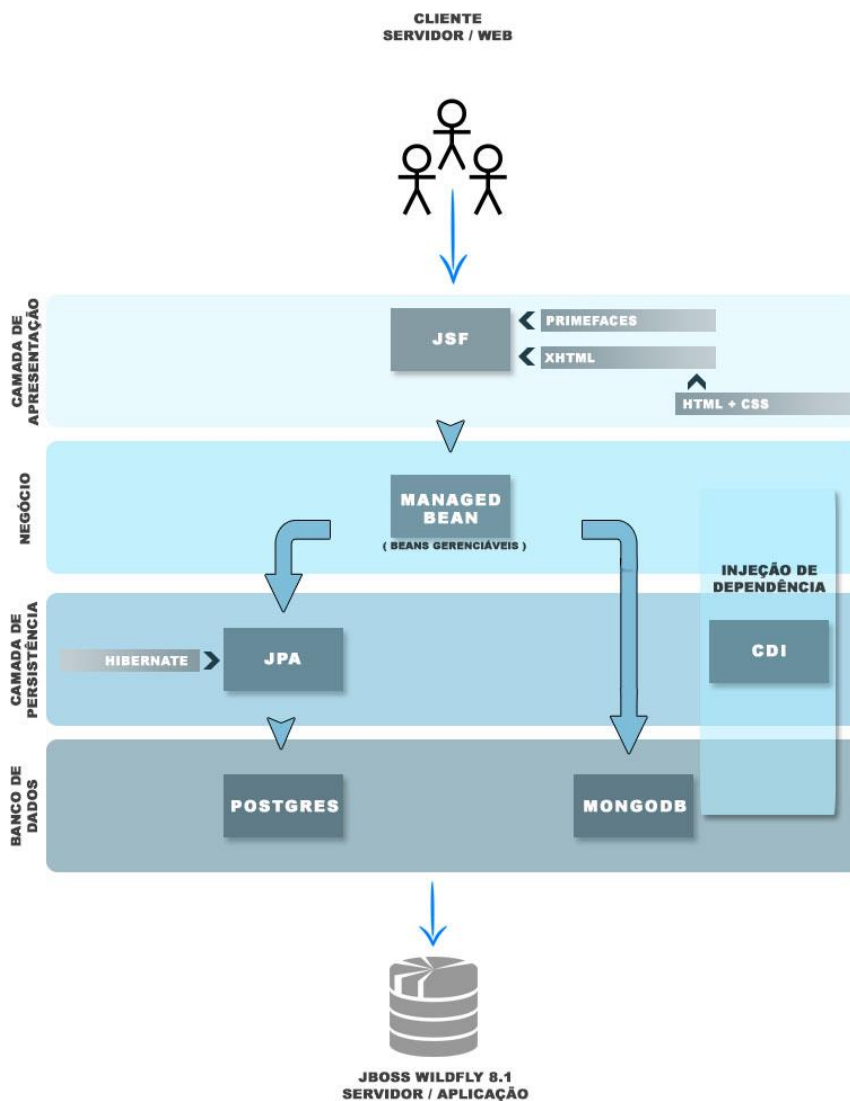 CLIENTE
SERVIDOR / WEB
CAMADA DE
APRESENTAÇÃO
JSF
PRIMEFACES
XHTML
HTML + CSS
NEGÓCIO
MANAGED
BEAN
( BEANS GERENCIÁVEIS )
INJEÇÃO DE
DEPENDÊNCIA
CAMADA DE
PERSISTÊNCIA
HIBERNATE
JPA
CDI
BANCO DE
DADOS
POSTGRES
MONGODB
JBOSS WILDFLY 8.1
SERVIDOR / APLICAÇÃO